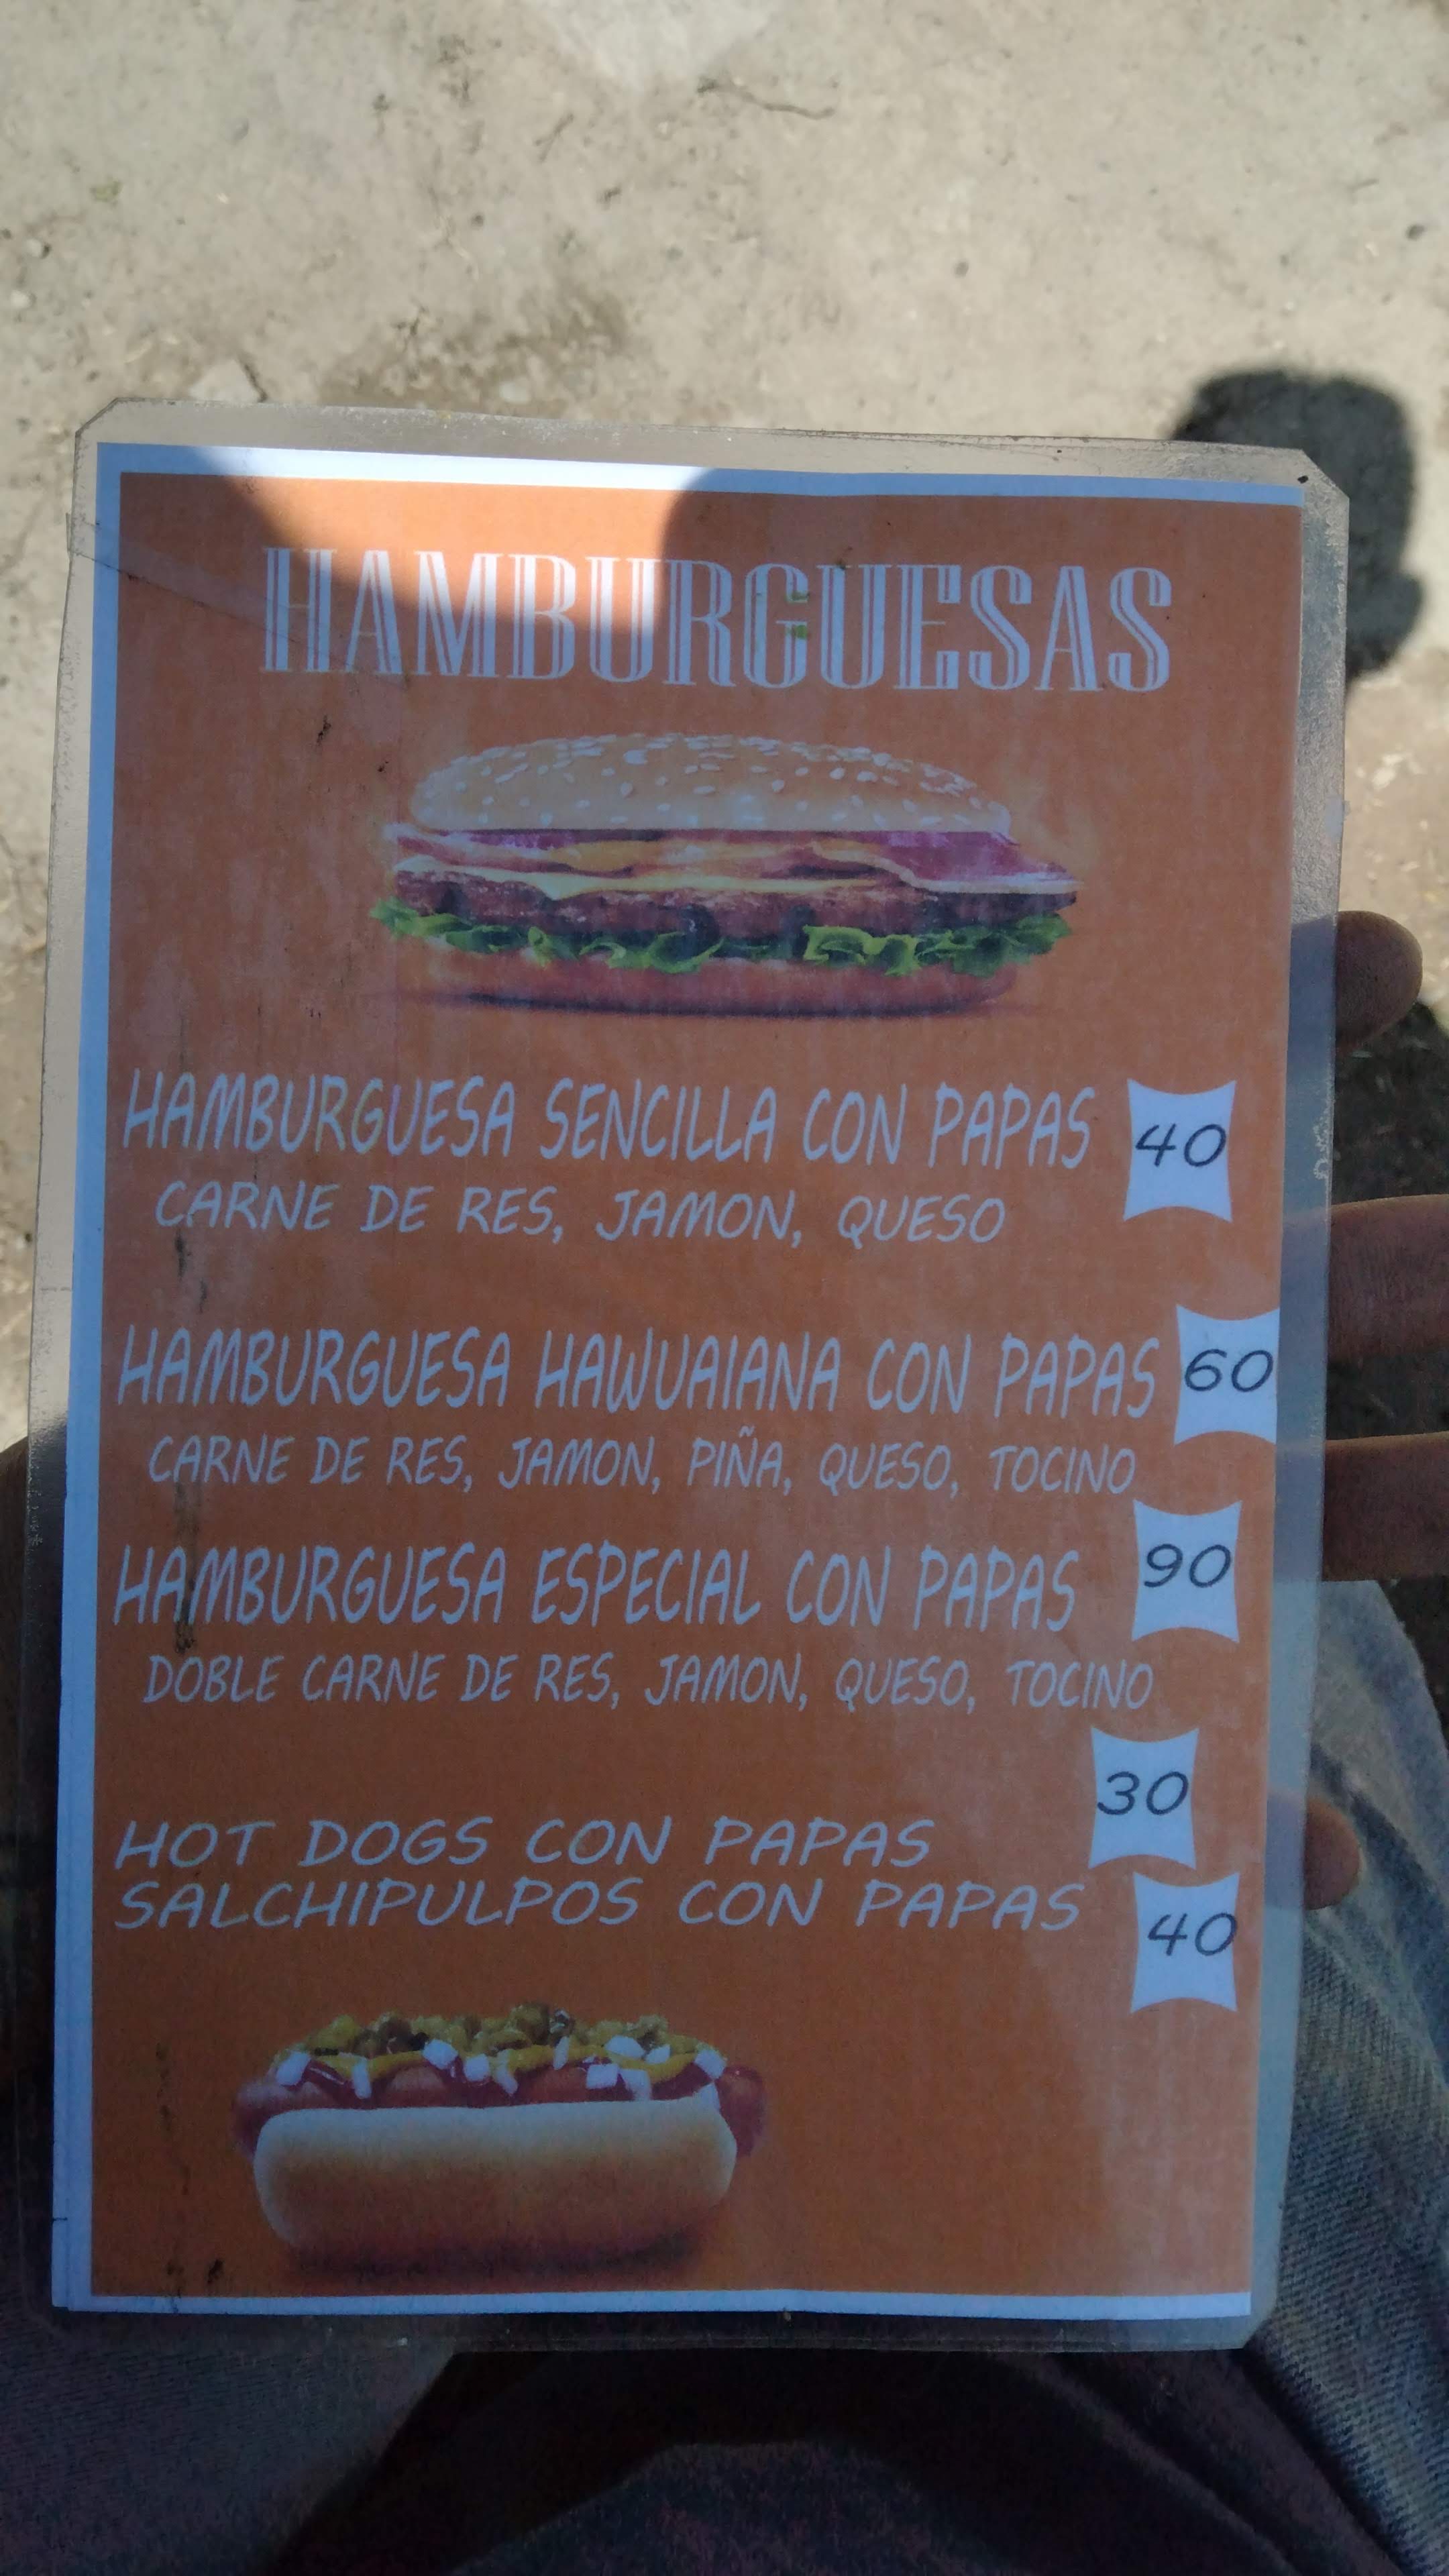 HAMBURGUESAS
HAMBURGUESA SENCILLA CON PAPAS 40
CARNE DE RES, JAMON, QUESO
HAMBURGUESA HAWUAIANA CON PAPAS 60
CARNE DE RES, JAMON, PIÑA, QUESO, TOCINO
HAMBURGUESA ESPECIAL CON PAPAS 90
DOBLE CARNE DE RES, JAMON, QUESO, TOCINO
HOT DOGS CON PAPAS 30
SALCHIPULPOS CON PAPAS 40